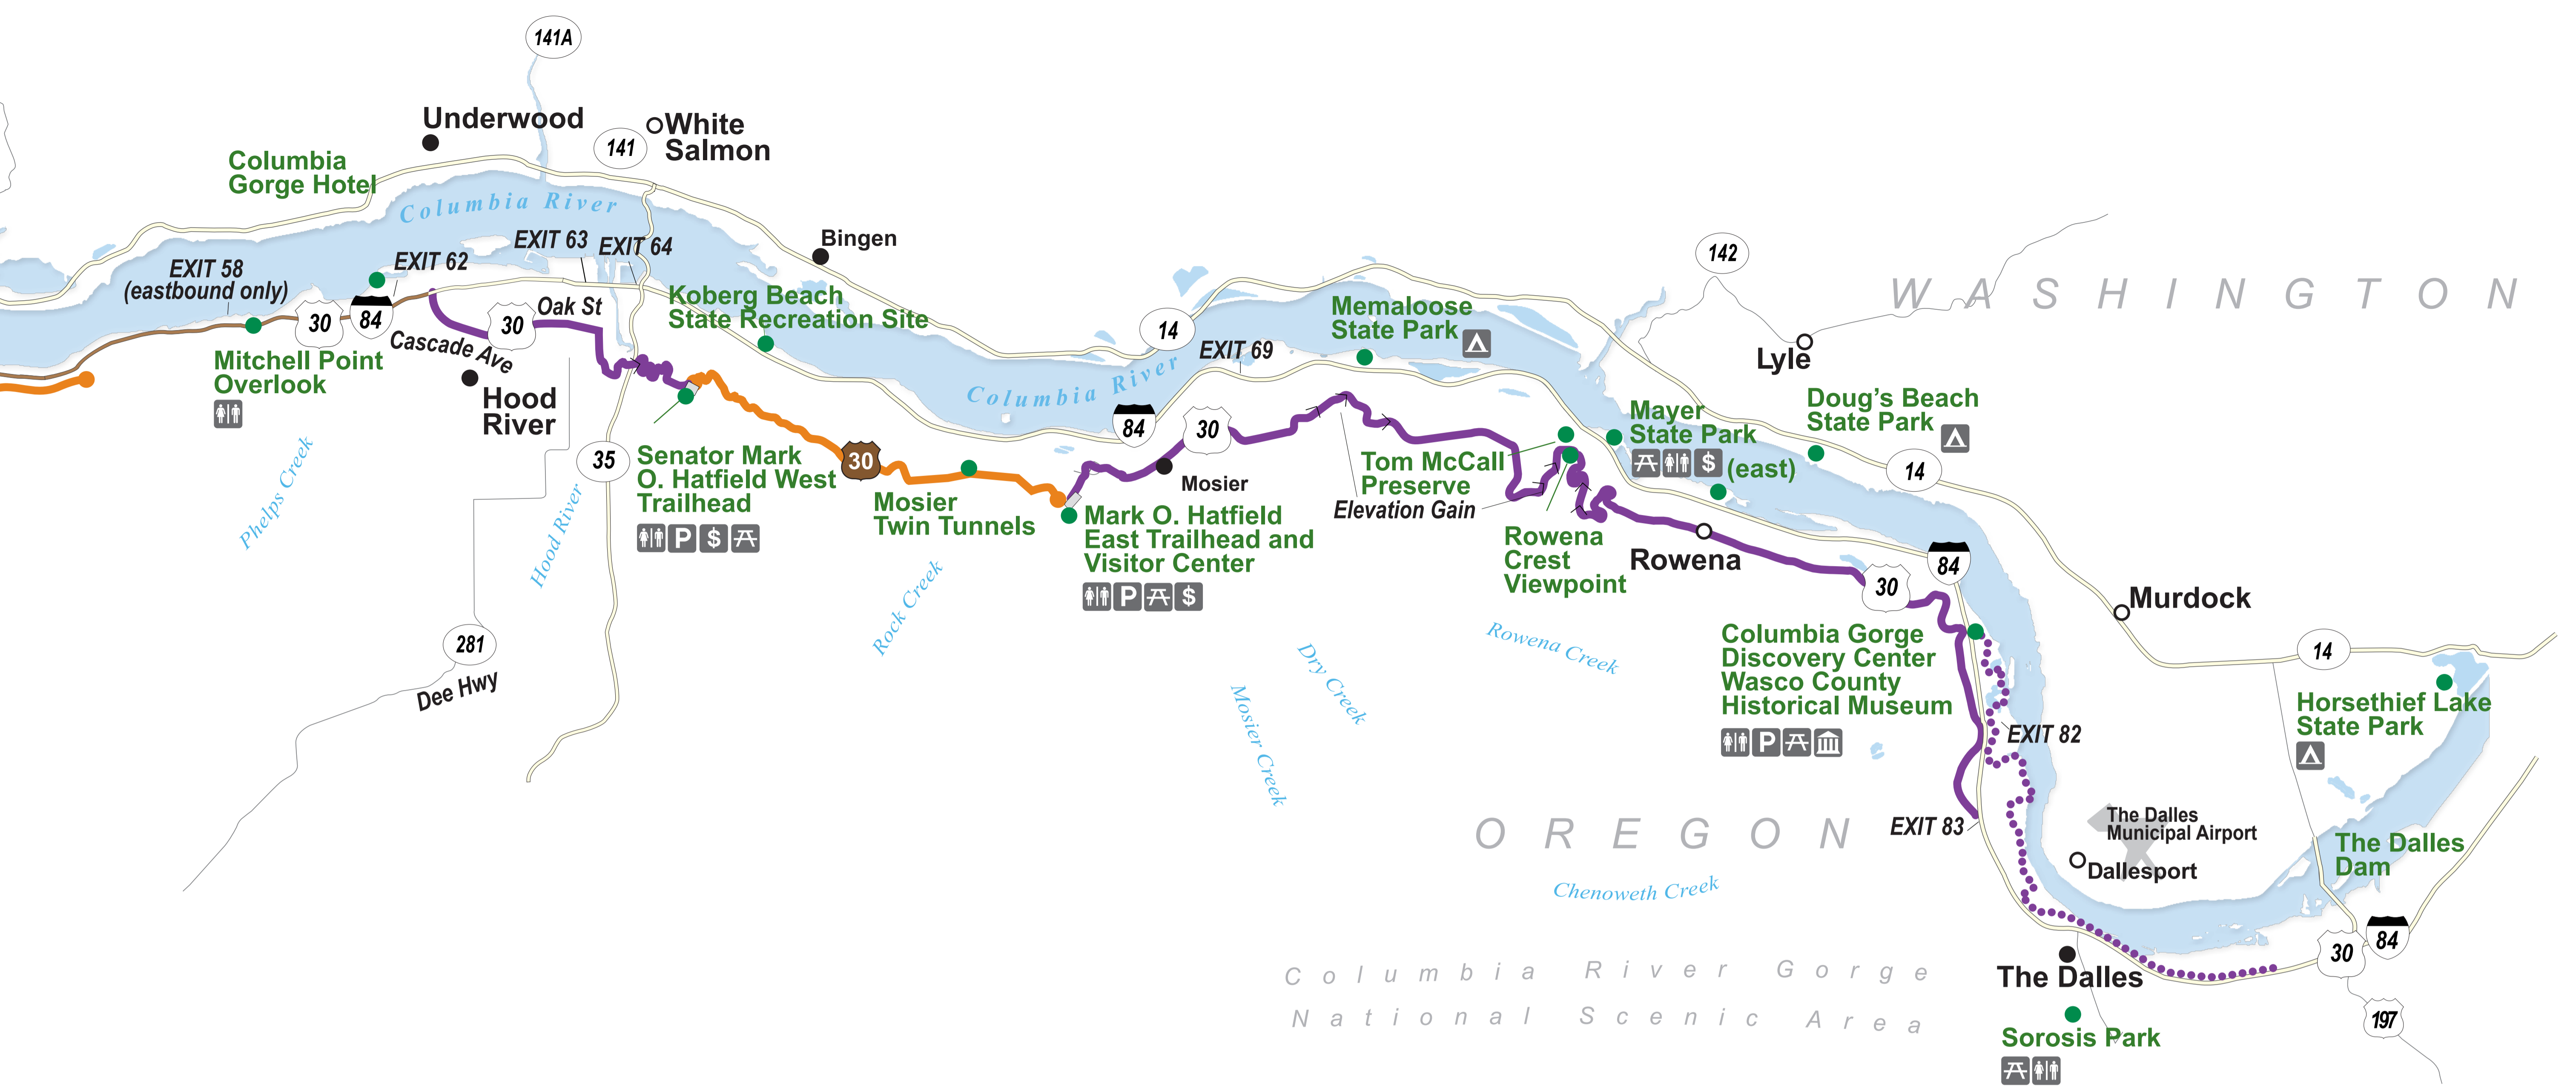 141A
Underwood
White
Salmon
141
Columbia
Gorge Hotel
Columbia River
EXIT 63
EXIT 64
Bingen
EXIT 62
EXIT 58
(eastbound only)
30
84
30
Oak St
Cascade Ave
Koberg Beach
State Recreation Site
Mitchell Point
Overlook
Hood
River
Phelps Creek
Hood River
35
281
Dee Hwy
Senator Mark
O. Hatfield West
Trailhead
P
$
30
Mosier
Twin Tunnels
Rock Creek
Columbia River
14
84
30
EXIT 69
Mosier
Mark O. Hatfield
East Trailhead and
Visitor Center
P
$
Memaloose
State Park
Tom McCall
Preserve
Elevation Gain
Rowena
Crest
Viewpoint
Mosier Creek
Dry Creek
Rowena Creek
142
WASHINGTON
Lyle
Mayer
State Park
$
(east)
Doug's Beach
State Park
14
Rowena
30
84
Murdock
14
Columbia Gorge
Discovery Center
Wasco County
Historical Museum
P
EXIT 82
EXIT 83
Horsethief Lake
State Park
OREGON
Chenoweth Creek
The Dalles
Municipal Airport
Dallesport
The Dalles
Dam
30
84
197
Columbia River Gorge
National Scenic Area
The Dalles
Sorosis Park